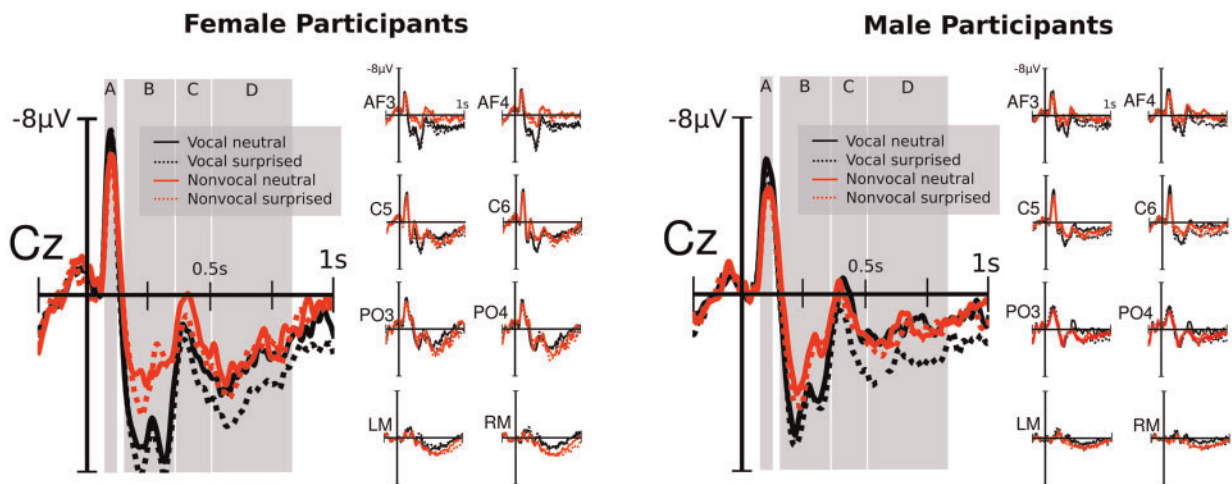 Female Participants
A B C D
-8µV
Vocal neutral
Vocal surprised
Nonvocal neutral
Nonvocal surprised
Cz
0.5s
1s
-8µV
AF3
1s
AF4
C5
C6
PO3
PO4
LM
RM
Male Participants
A B C D
-8µV
Vocal neutral
Vocal surprised
Nonvocal neutral
Nonvocal surprised
Cz
0.5s
1s
-8µV
AF3
1s
AF4
C5
C6
PO3
PO4
LM
RM